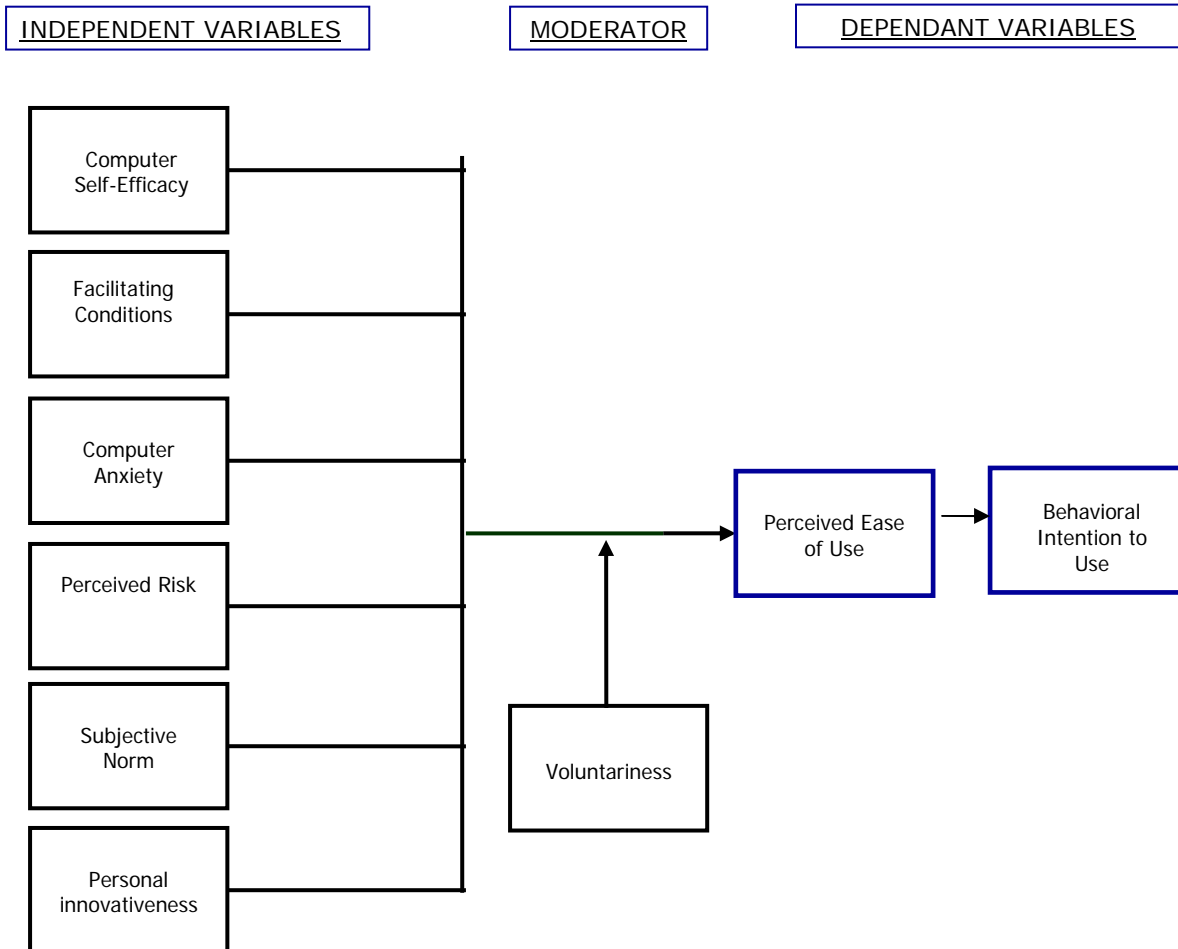 INDEPENDENT VARIABLES
MODERATOR
DEPENDANT VARIABLES
Computer
Self-Efficacy
Facilitating
Conditions
Computer
Anxiety
Perceived Risk
Subjective
Norm
Personal
innovativeness
Voluntariness
Perceived Ease
of Use
Behavioral
Intention to
Use